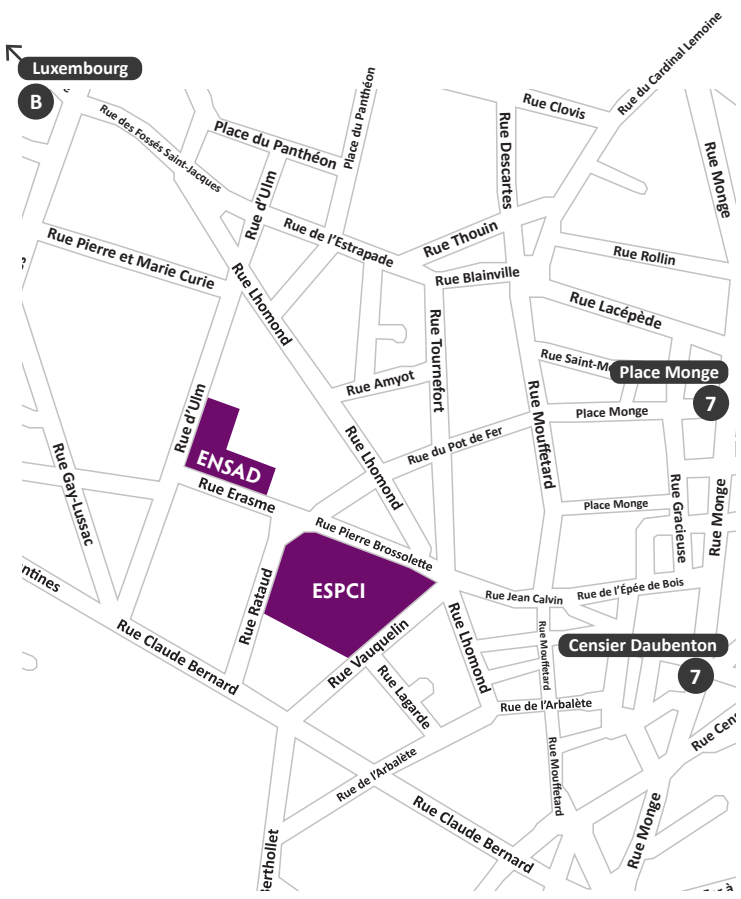 Luxembourg
B
Rue des Fossés Saint-Jacques
Place du Panthéon
Place du Panthéon
Rue Clovis
Rue du Cardinal Lemoine
Rue Descartes
Rue Monge
Rue d'Ulm
Rue de l'Estrapade
Rue Thouin
Rue Rollin
Rue Pierre et Marie Curie
Rue Blainville
Rue Lhomond
Rue Lacépède
Rue Tournefort
Rue Saint-M
Place Monge
7
Rue Amyot
Rue Mouffetard
Place Monge
Rue d'Ulm
Rue Lhomond
Rue du Pot de Fer
ENSAD
Rue Gay-Lussac
Rue Erasme
Place Monge
Rue Gracieuse
Rue Monge
Rue Pierre Brossolette
ESPCI
ntines
Rue Rataud
Rue Jean Calvin
Rue de l'Épée de Bois
Rue Claude Bernard
Rue Vauquelin
Rue Lhomond
Rue Mouffetard
Censier Daubenton
7
Rue Lagarde
Rue de l'Arbalète
Rue Cens
Rue de l'Arbalète
Rue Mouffetard
Rue Claude Bernard
Rue Monge
Berthollet